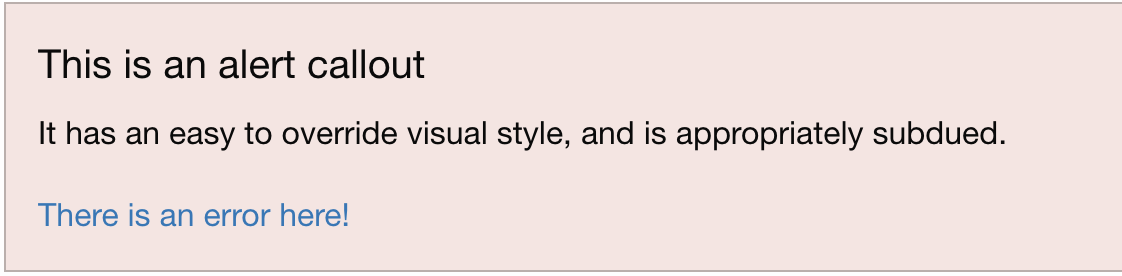 This is an alert callout
It has an easy to override visual style, and is appropriately subdued.
There is an error here!